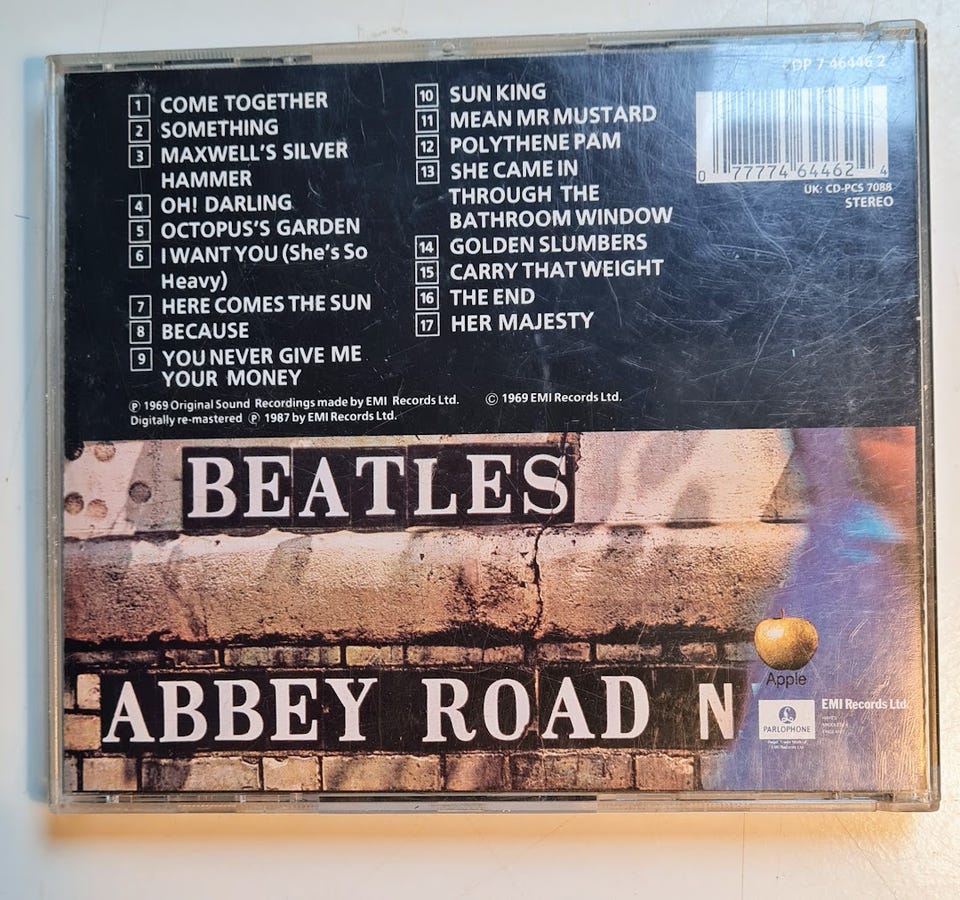 CDP 7 46446 2
1 COME TOGETHER
2 SOMETHING
3 MAXWELL'S SILVER
HAMMER
4 OH! DARLING
5 OCTOPUS'S GARDEN
6 I WANT YOU (She's So
Heavy)
7 HERE COMES THE SUN
8 BECAUSE
9 YOU NEVER GIVE ME
YOUR MONEY
10 SUN KING
11 MEAN MR MUSTARD
12 POLYTHENE PAM
13 SHE CAME IN
THROUGH THE
BATHROOM WINDOW
14 GOLDEN SLUMBERS
15 CARRY THAT WEIGHT
16 THE END
17 HER MAJESTY
0 77774 64462 4
UK: CD-PCS 7088
STEREO
℗ 1969 Original Sound Recordings made by EMI Records Ltd. © 1969 EMI Records Ltd.
Digitally re-mastered ℗ 1987 by EMI Records Ltd.
BEATLES
ABBEY ROAD N
Apple
PARLOPHONE
EMI Records Ltd.
HAYES
MIDDLESEX
ENGLAND